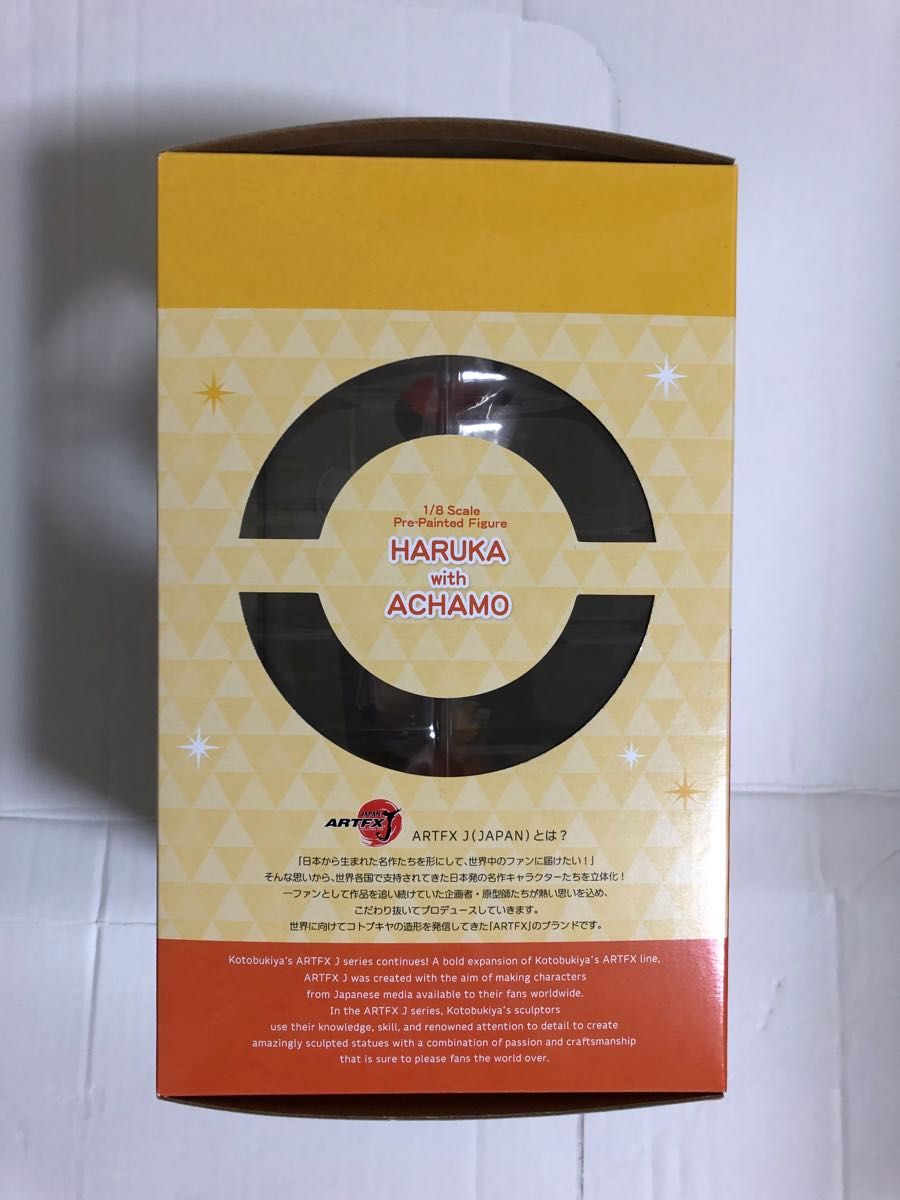 1/8 Scale
Pre-Painted Figure
HARUKA
with
ACHAMO
JAPAN
ARTFX J
ARTFX J(JAPAN)とは？
「日本から生まれた名作たちを形にして、世界中のファンに届けたい！」
そんな思いから、世界各国で支持されてきた日本発の名作キャラクターたちを立体化！
一ファンとして作品を追い続けていた企画者・原型師たちが熱い思いを込め、
こだわり抜いてプロデュースしていきます。
世界に向けてコトブキヤの造形を発信してきた「ARTFX」のブランドです。
Kotobukiya's ARTFX J series continues! A bold expansion of Kotobukiya's ARTFX line.
ARTFX J was created with the aim of making characters
from Japanese media available to their fans worldwide.
In the ARTFX J series, Kotobukiya's sculptors
use their knowledge, skill, and renowned attention to detail to create
amazingly sculpted statues with a combination of passion and craftsmanship
that is sure to please fans the world over.